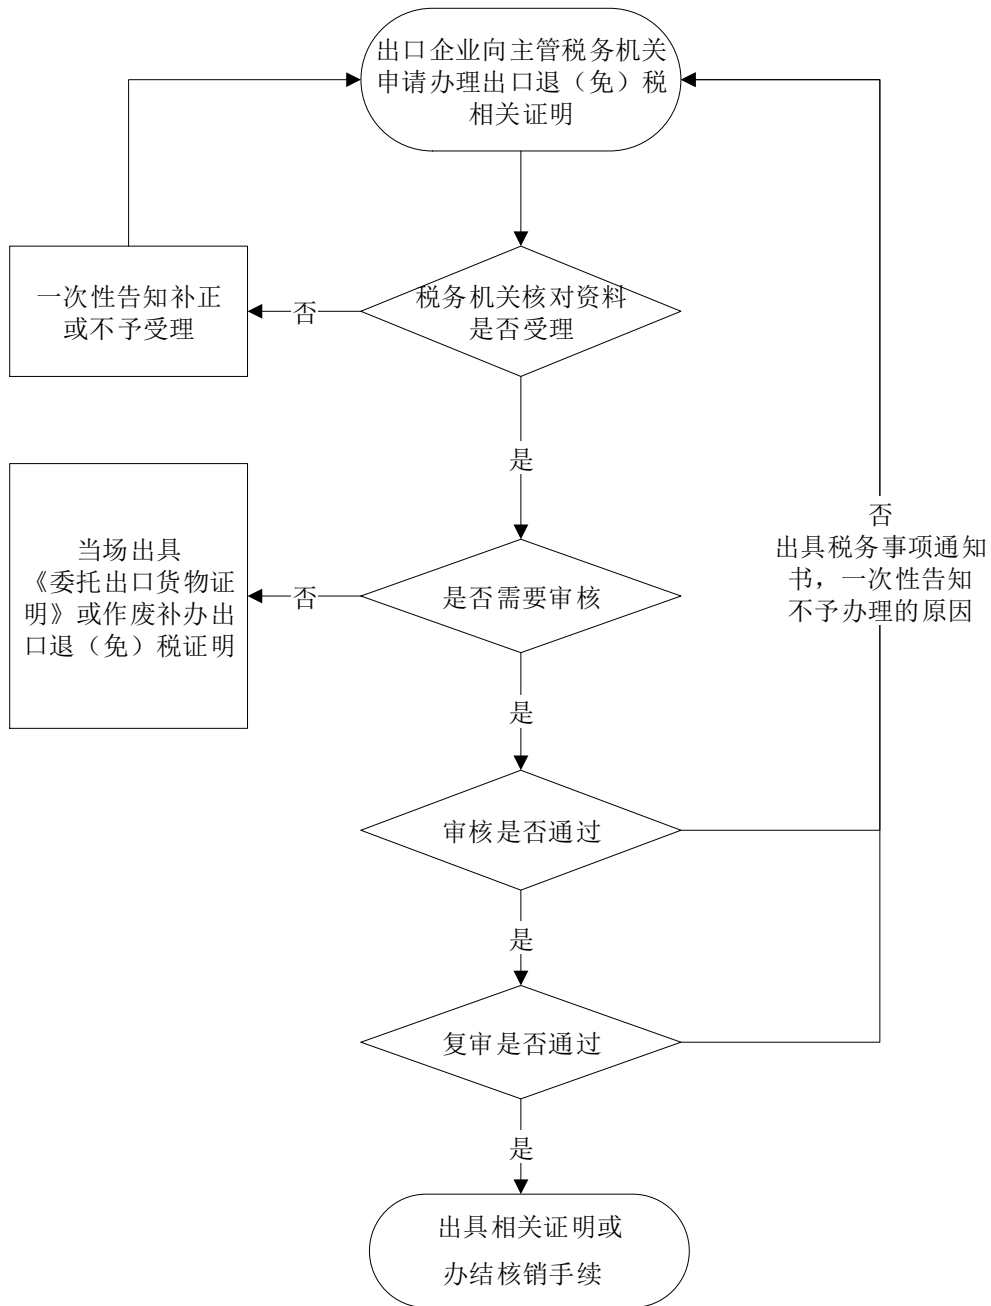 出口企业向主管税务机关
申请办理出口退（免）税
相关证明
一次性告知补正
或不予受理
否
税务机关核对资料
是否受理
是
当场出具
《委托出口货物证
明》或作废补办出
口退（免）税证明
否
是否需要审核
否
出具税务事项通知
书，一次性告知
不予办理的原因
是
审核是否通过
是
复审是否通过
是
出具相关证明或
办结核销手续